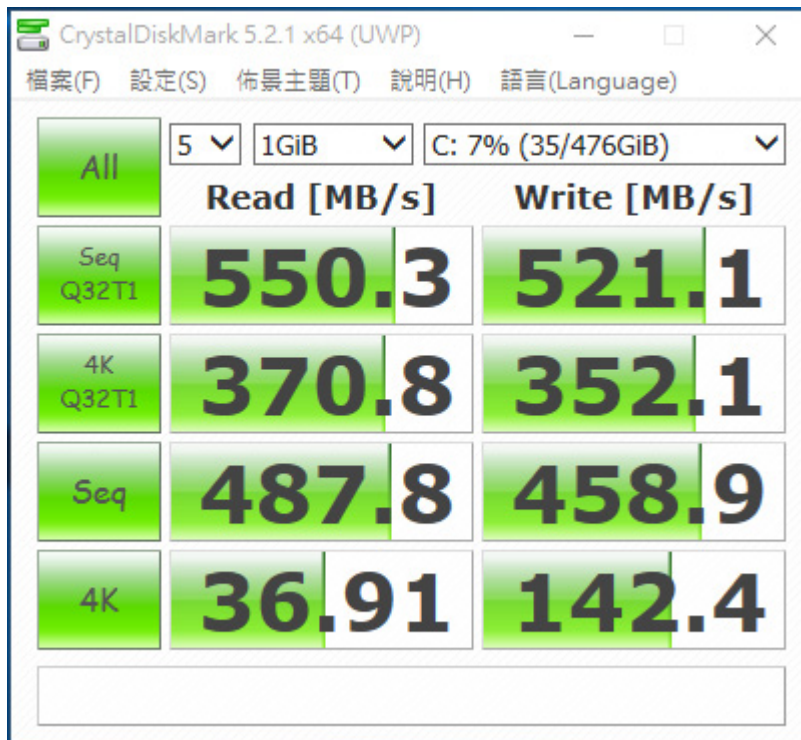 CrystalDiskMark 5.2.1 x64 (UWP)
檔案(F) 設定(S) 佈景主題(T) 說明(H) 語言(Language)
All 5 1GiB C: 7% (35/476GiB)
Read [MB/s] Write [MB/s]
Seq Q32T1 550.3 521.1
4K Q32T1 370.8 352.1
Seq 487.8 458.9
4K 36.91 142.4